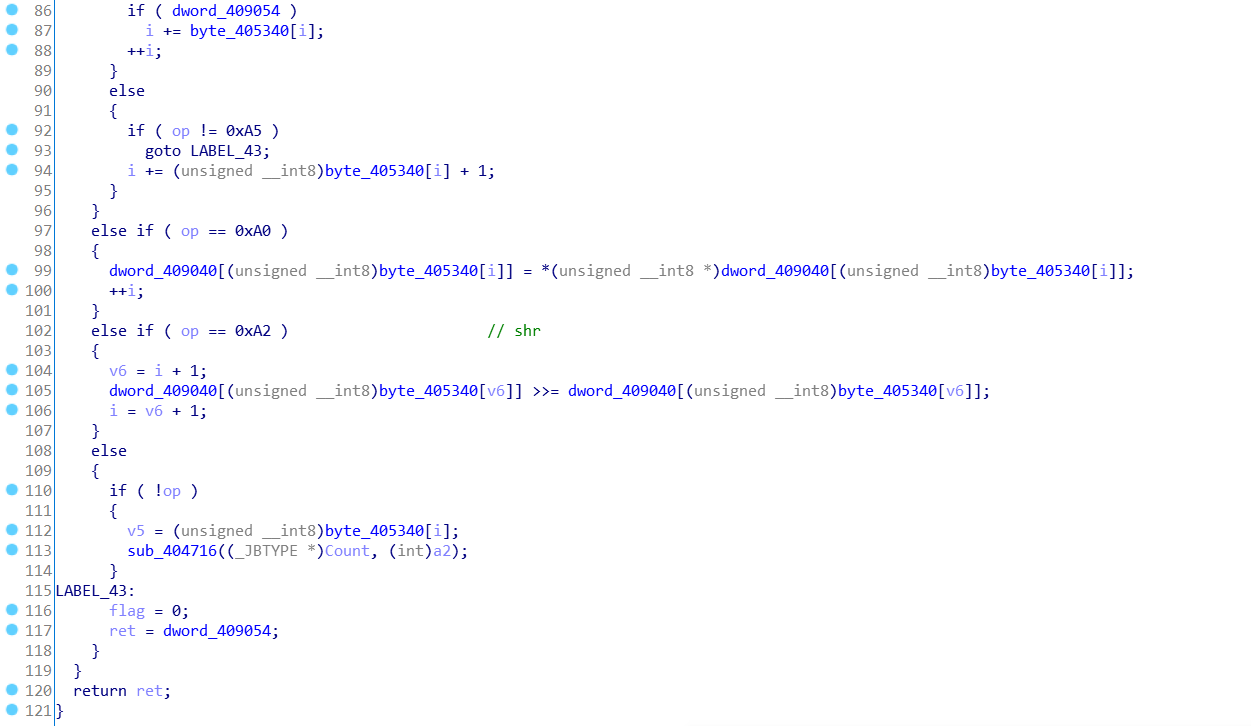 86 if ( dword_409054 )
87 i += byte_405340[i];
88 ++i;
89 }
90 else
91 {
92 if ( op != 0xA5 )
93 goto LABEL_43;
94 i += (unsigned __int8)byte_405340[i] + 1;
95 }
96 }
97 else if ( op == 0xA0 )
98 {
99 dword_409040[(unsigned __int8)byte_405340[i]] = *(unsigned __int8 *)dword_409040[(unsigned __int8)byte_405340[i]];
100 ++i;
101 }
102 else if ( op == 0xA2 ) // shr
103 {
104 v6 = i + 1;
105 dword_409040[(unsigned __int8)byte_405340[v6]] >>= dword_409040[(unsigned __int8)byte_405340[v6]];
106 i = v6 + 1;
107 }
108 else
109 {
110 if ( !op )
111 {
112 v5 = (unsigned __int8)byte_405340[i];
113 sub_404716((_JBTYPE *)Count, (int)a2);
114 }
115 LABEL_43:
116 flag = 0;
117 ret = dword_409054;
118 }
119 }
120 return ret;
121 }